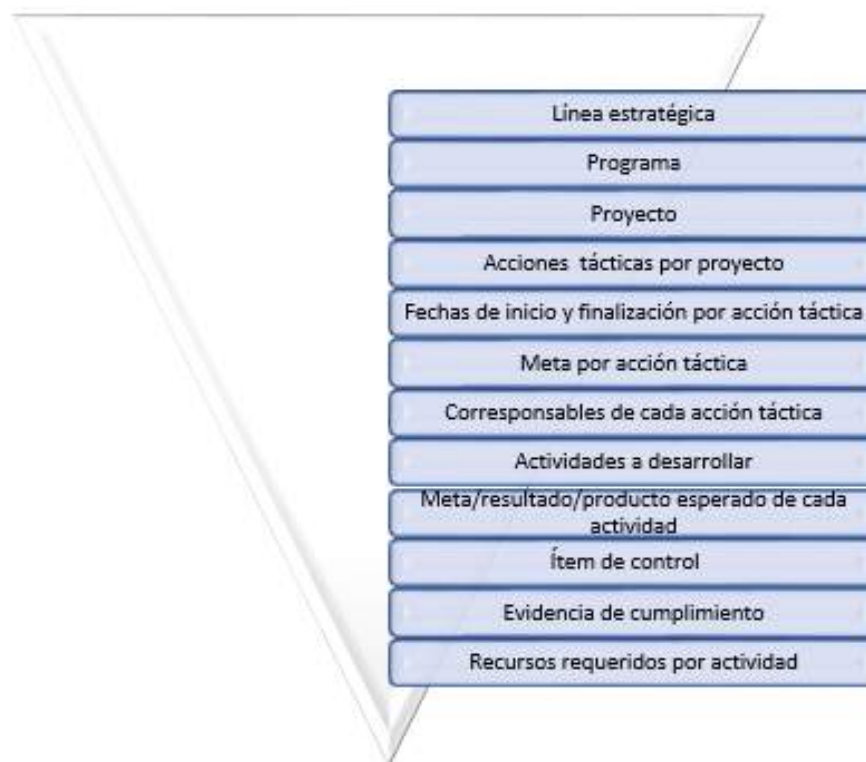 Línea estratégica
Programa
Proyecto
Acciones tácticas por proyecto
Fechas de inicio y finalización por acción táctica
Meta por acción táctica
Corresponsables de cada acción táctica
Actividades a desarrollar
Meta/resultado/producto esperado de cada
actividad
Ítem de control
Evidencia de cumplimiento
Recursos requeridos por actividad